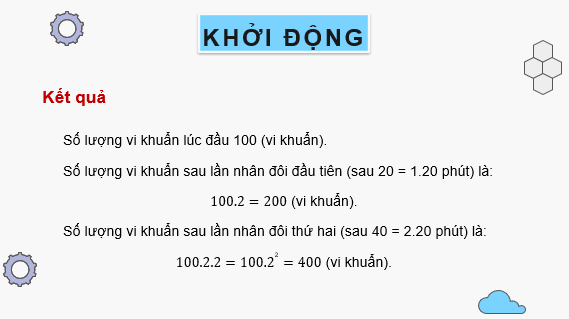 KHỞI ĐỘNG
Kết quả
Số lượng vi khuẩn lúc đầu 100 (vi khuẩn).
Số lượng vi khuẩn sau lần nhân đôi đầu tiên (sau 20 = 1.20 phút) là:
100.2 = 200 (vi khuẩn).
Số lượng vi khuẩn sau lần nhân đôi thứ hai (sau 40 = 2.20 phút) là:
100.2.2 = 100.2² = 400 (vi khuẩn).